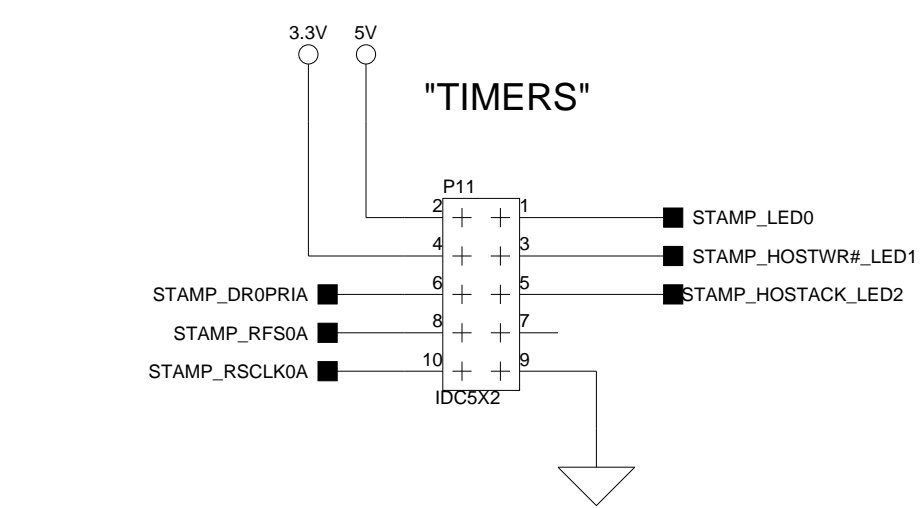 3.3V 5V
"TIMERS"
P11
2 1 STAMP_LED0
4 3 STAMP_HOSTWR#_LED1
STAMP_DR0PRIA 6 5 STAMP_HOSTACK_LED2
STAMP_RFS0A 8 7
STAMP_RSCLK0A 10 9
IDC5X2